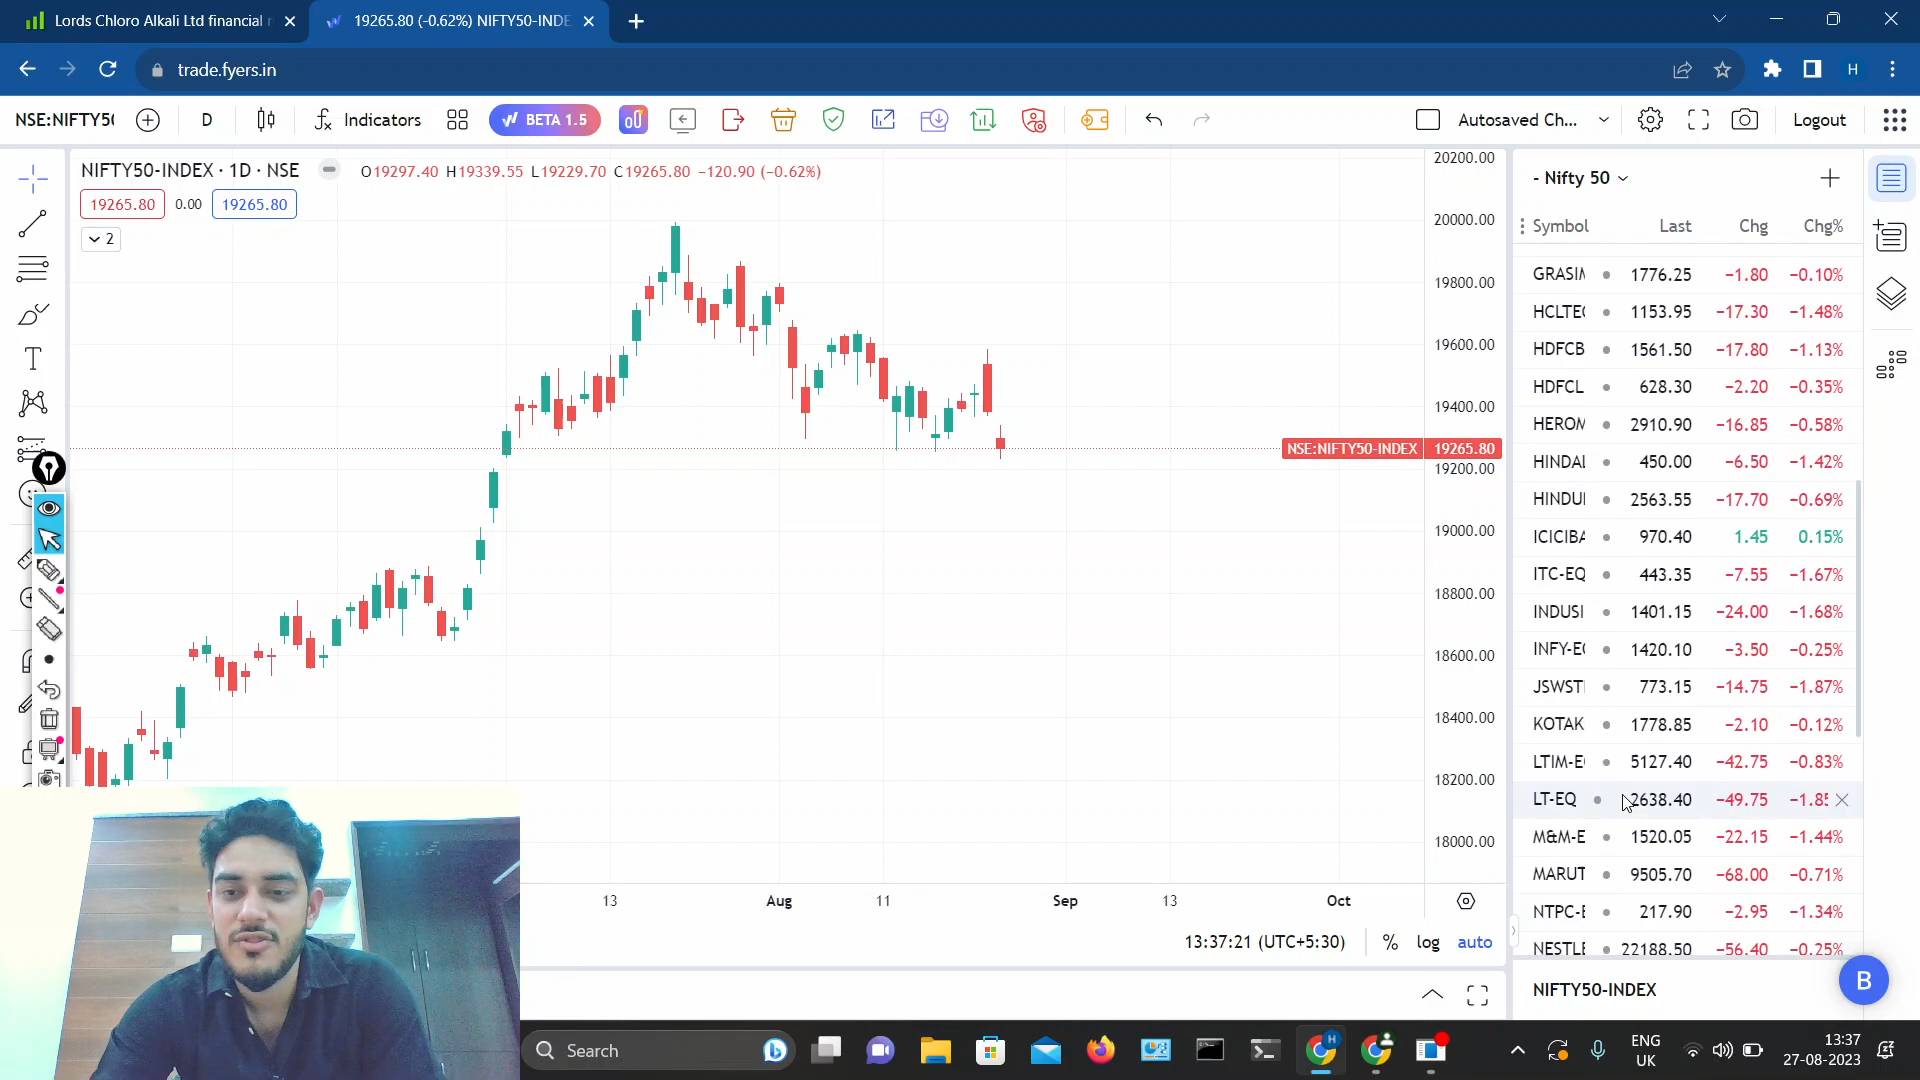 Lords Chloro Alkali Ltd financial
19265.80 (-0.62%) NIFTY50-INDE
trade.fyers.in
H
NSE:NIFTY50
D
Indicators
BETA 1.5
Autosaved Ch...
Logout
NIFTY50-INDEX · 1D · NSE
O19297.40 H19339.55 L19229.70 C19265.80 −120.90 (−0.62%)
19265.80 0.00 19265.80
2
20200.00
20000.00
19800.00
19600.00
19400.00
NSE:NIFTY50-INDEX 19265.80
19200.00
19000.00
18800.00
18600.00
18400.00
18200.00
18000.00
13 Aug 11 Sep 13 Oct
13:37:21 (UTC+5:30) % log auto
- Nifty 50
Symbol Last Chg Chg%
GRASIM 1776.25 −1.80 −0.10%
HCLTEC 1153.95 −17.30 −1.48%
HDFCB 1561.50 −17.80 −1.13%
HDFCL 628.30 −2.20 −0.35%
HEROM 2910.90 −16.85 −0.58%
HINDAL 450.00 −6.50 −1.42%
HINDUI 2563.55 −17.70 −0.69%
ICICIBA 970.40 1.45 0.15%
ITC-EQ 443.35 −7.55 −1.67%
INDUSI 1401.15 −24.00 −1.68%
INFY-EQ 1420.10 −3.50 −0.25%
JSWSTI 773.15 −14.75 −1.87%
KOTAK 1778.85 −2.10 −0.12%
LTIM-E 5127.40 −42.75 −0.83%
LT-EQ 2638.40 −49.75 −1.85
M&M-E 1520.05 −22.15 −1.44%
MARUT 9505.70 −68.00 −0.71%
NTPC-E 217.90 −2.95 −1.34%
NESTLE 22188.50 −56.40 −0.25%
NIFTY50-INDEX
B
Search
ENG
UK
13:37
27-08-2023